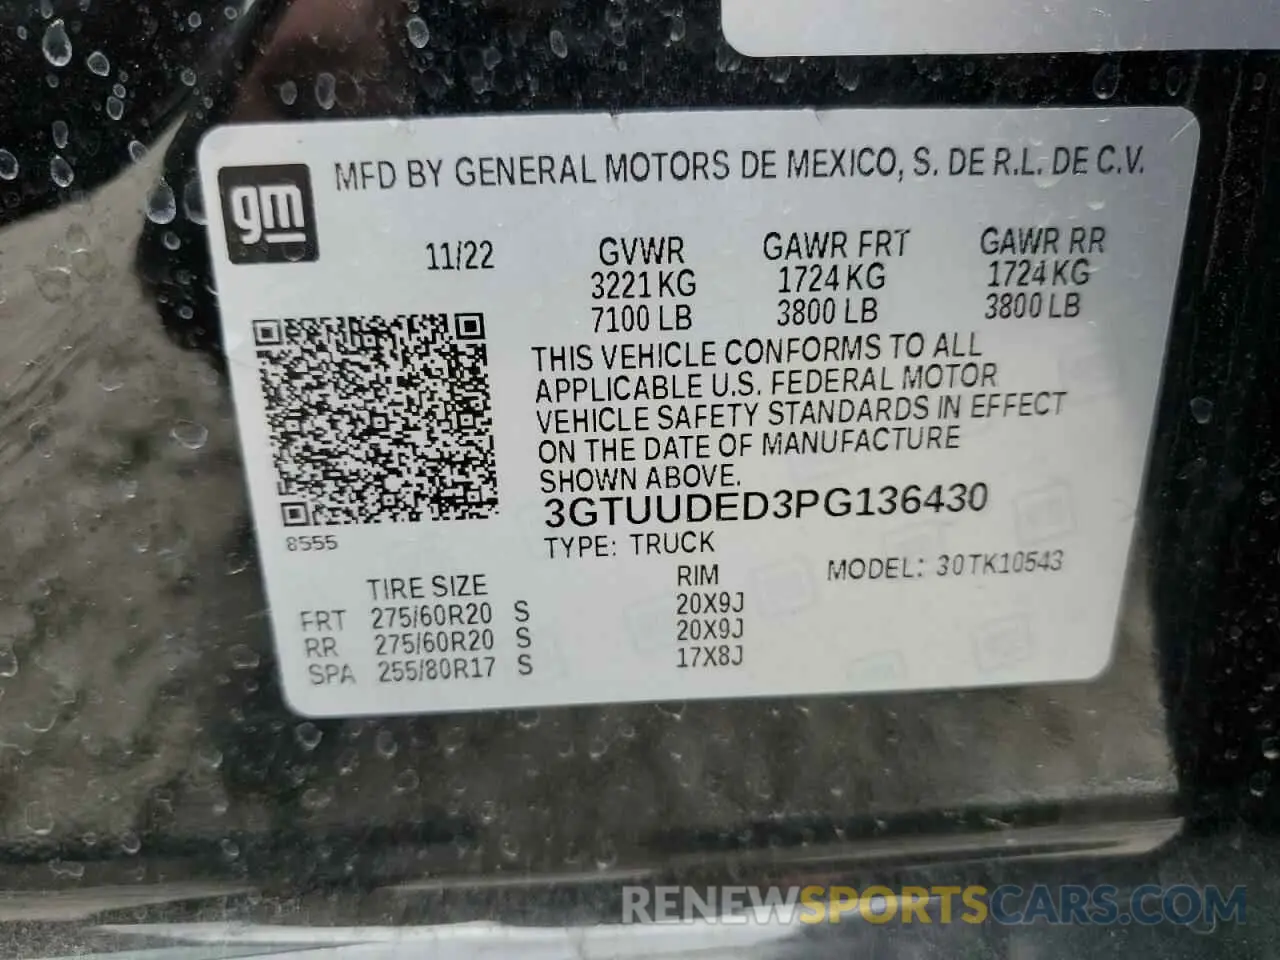 gm
MFD BY GENERAL MOTORS DE MEXICO, S. DE R.L. DE C.V.
11/22 GVWR GAWR FRT GAWR RR
3221 KG 1724 KG 1724 KG
7100 LB 3800 LB 3800 LB
THIS VEHICLE CONFORMS TO ALL
APPLICABLE U.S. FEDERAL MOTOR
VEHICLE SAFETY STANDARDS IN EFFECT
ON THE DATE OF MANUFACTURE
SHOWN ABOVE.
3GTUUDED3PG136430
8555
TYPE: TRUCK
TIRE SIZE RIM MODEL: 30TK10543
FRT 275/60R20 S 20X9J
RR 275/60R20 S 20X9J
SPA 255/80R17 S 17X8J
RENEWSPORTSCARS.COM